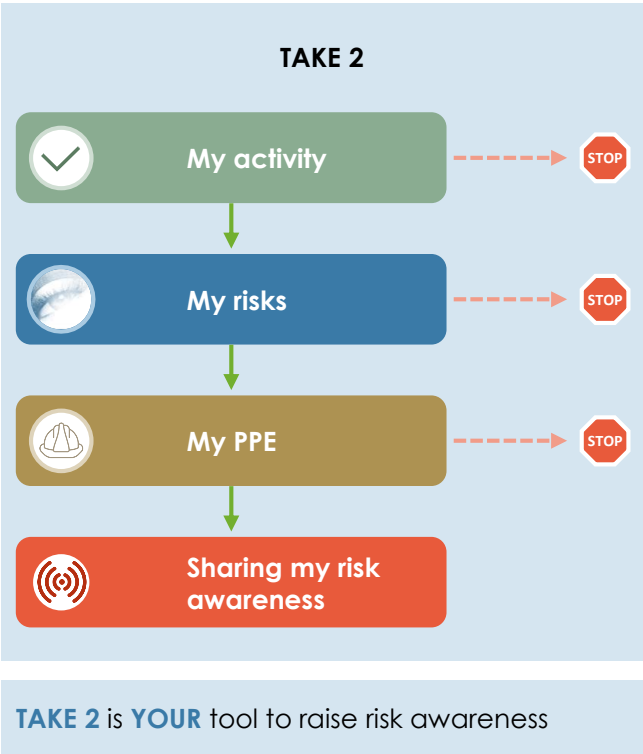 TAKE 2
My activity
STOP
My risks
STOP
My PPE
STOP
Sharing my risk
awareness
TAKE 2 is YOUR tool to raise risk awareness